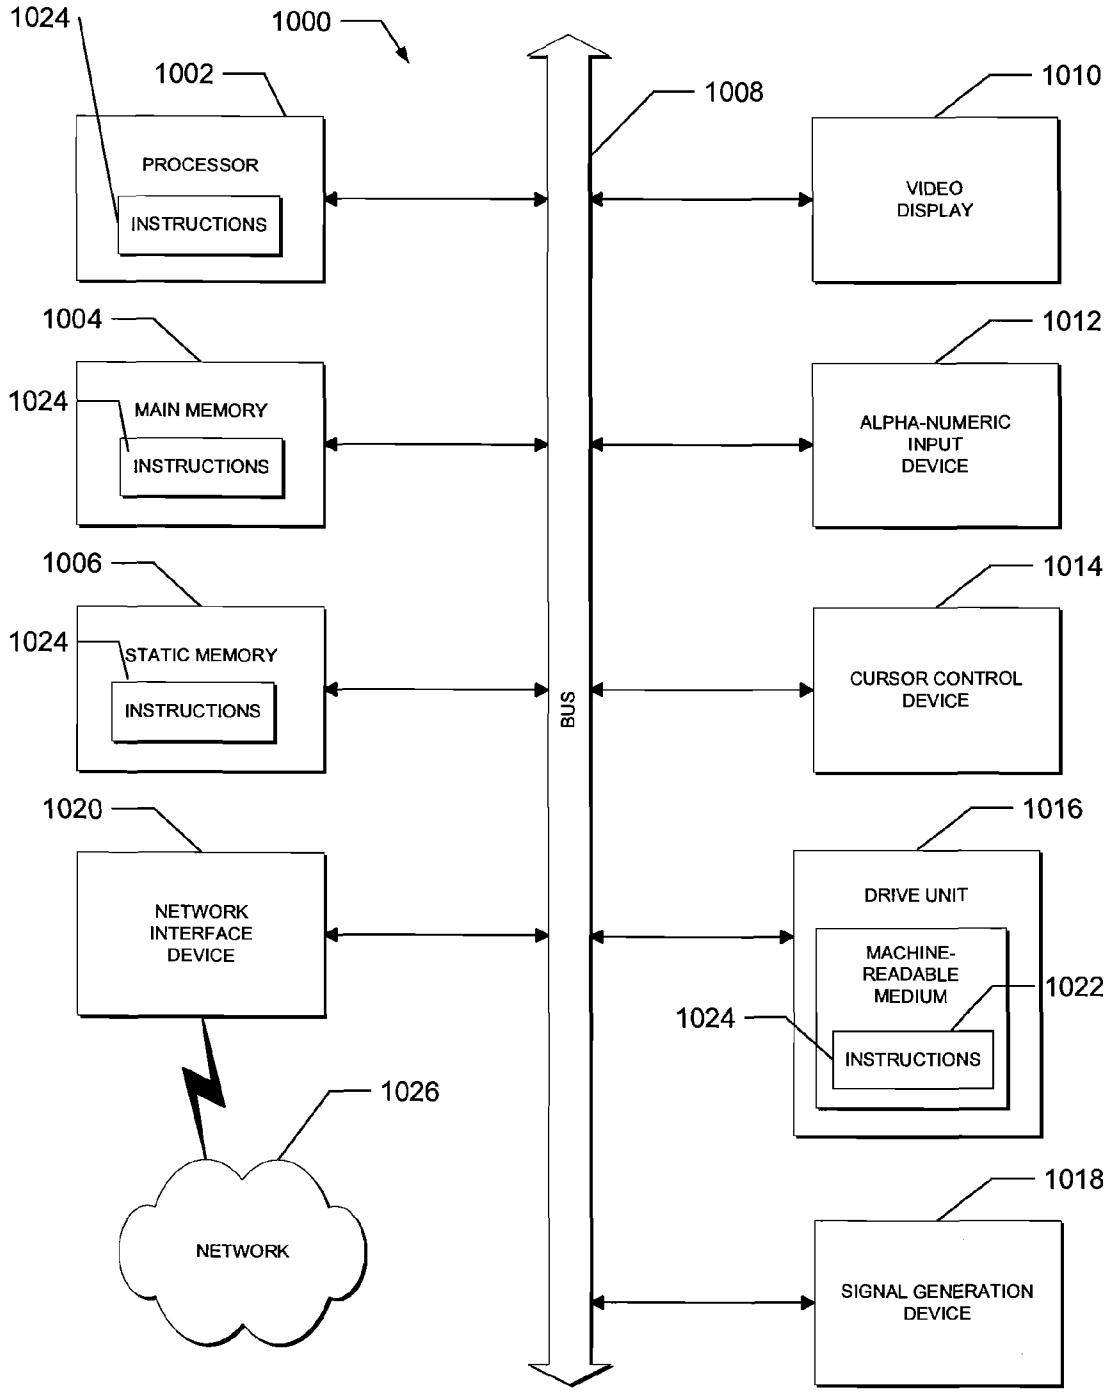 1024
1000
1002
1008
1010
PROCESSOR
INSTRUCTIONS
VIDEO
DISPLAY
1004
1012
1024
MAIN MEMORY
INSTRUCTIONS
ALPHA-NUMERIC
INPUT
DEVICE
1006
1014
1024
STATIC MEMORY
INSTRUCTIONS
BUS
CURSOR CONTROL
DEVICE
1020
1016
NETWORK
INTERFACE
DEVICE
DRIVE UNIT
MACHINE-
READABLE
MEDIUM
1022
1024
INSTRUCTIONS
1026
NETWORK
1018
SIGNAL GENERATION
DEVICE